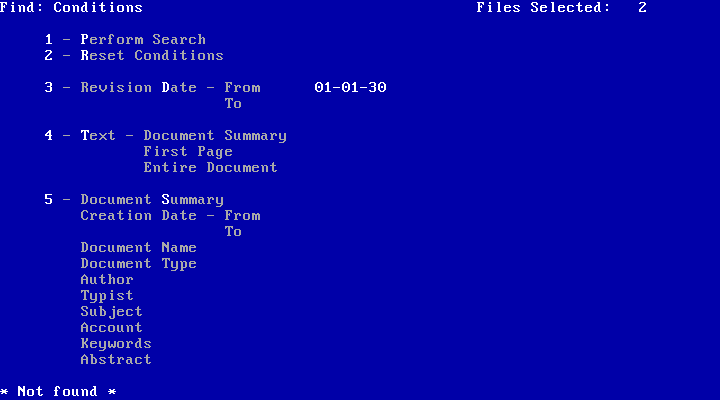 Find: Conditions Files Selected: 2
1 - Perform Search
2 - Reset Conditions
3 - Revision Date - From 01-01-30
To
4 - Text - Document Summary
First Page
Entire Document
5 - Document Summary
Creation Date - From
To
Document Name
Document Type
Author
Typist
Subject
Account
Keywords
Abstract
* Not found *